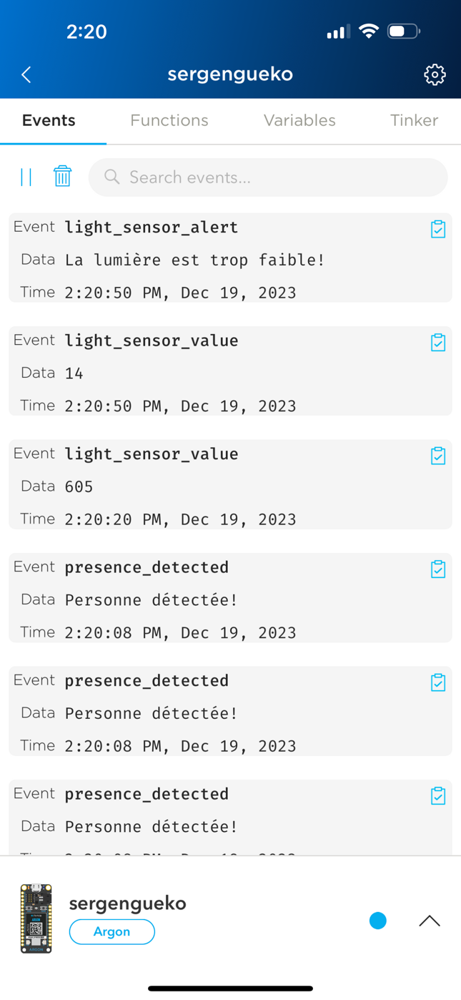 2:20
sergengueko
Events Functions Variables Tinker
Search events...
Event light_sensor_alert
Data La lumière est trop faible!
Time 2:20:50 PM, Dec 19, 2023
Event light_sensor_value
Data 14
Time 2:20:50 PM, Dec 19, 2023
Event light_sensor_value
Data 605
Time 2:20:20 PM, Dec 19, 2023
Event presence_detected
Data Personne détectée!
Time 2:20:08 PM, Dec 19, 2023
Event presence_detected
Data Personne détectée!
Time 2:20:08 PM, Dec 19, 2023
Event presence_detected
Data Personne détectée!
sergengueko
Argon